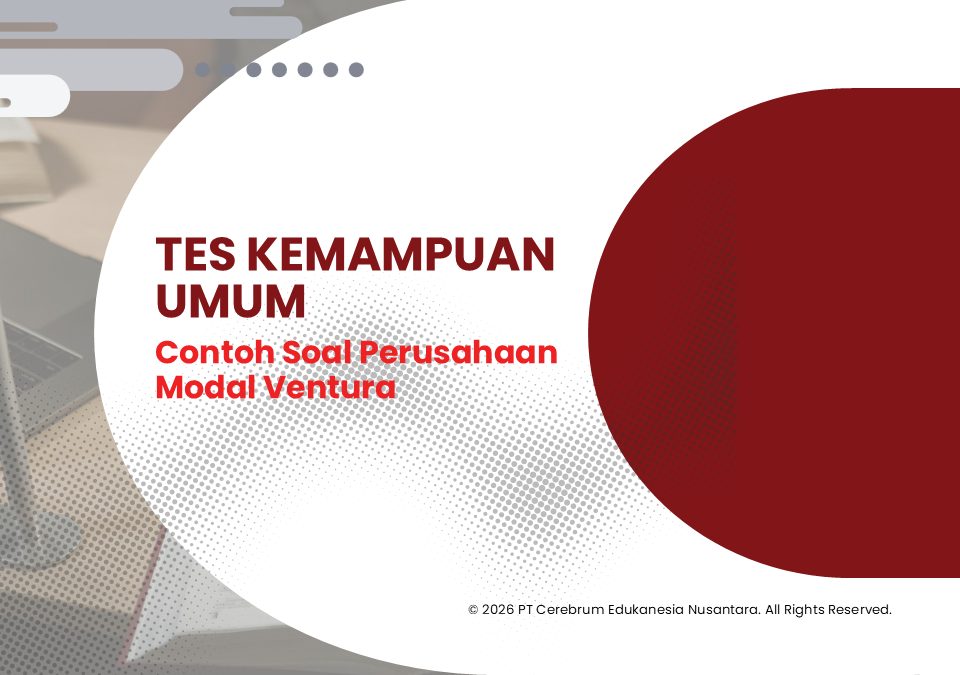 TES KEMAMPUAN
UMUM
Contoh Soal Perusahaan
Modal Ventura
© 2026 PT Cerebrum Edukanesia Nusantara. All Rights Reserved.